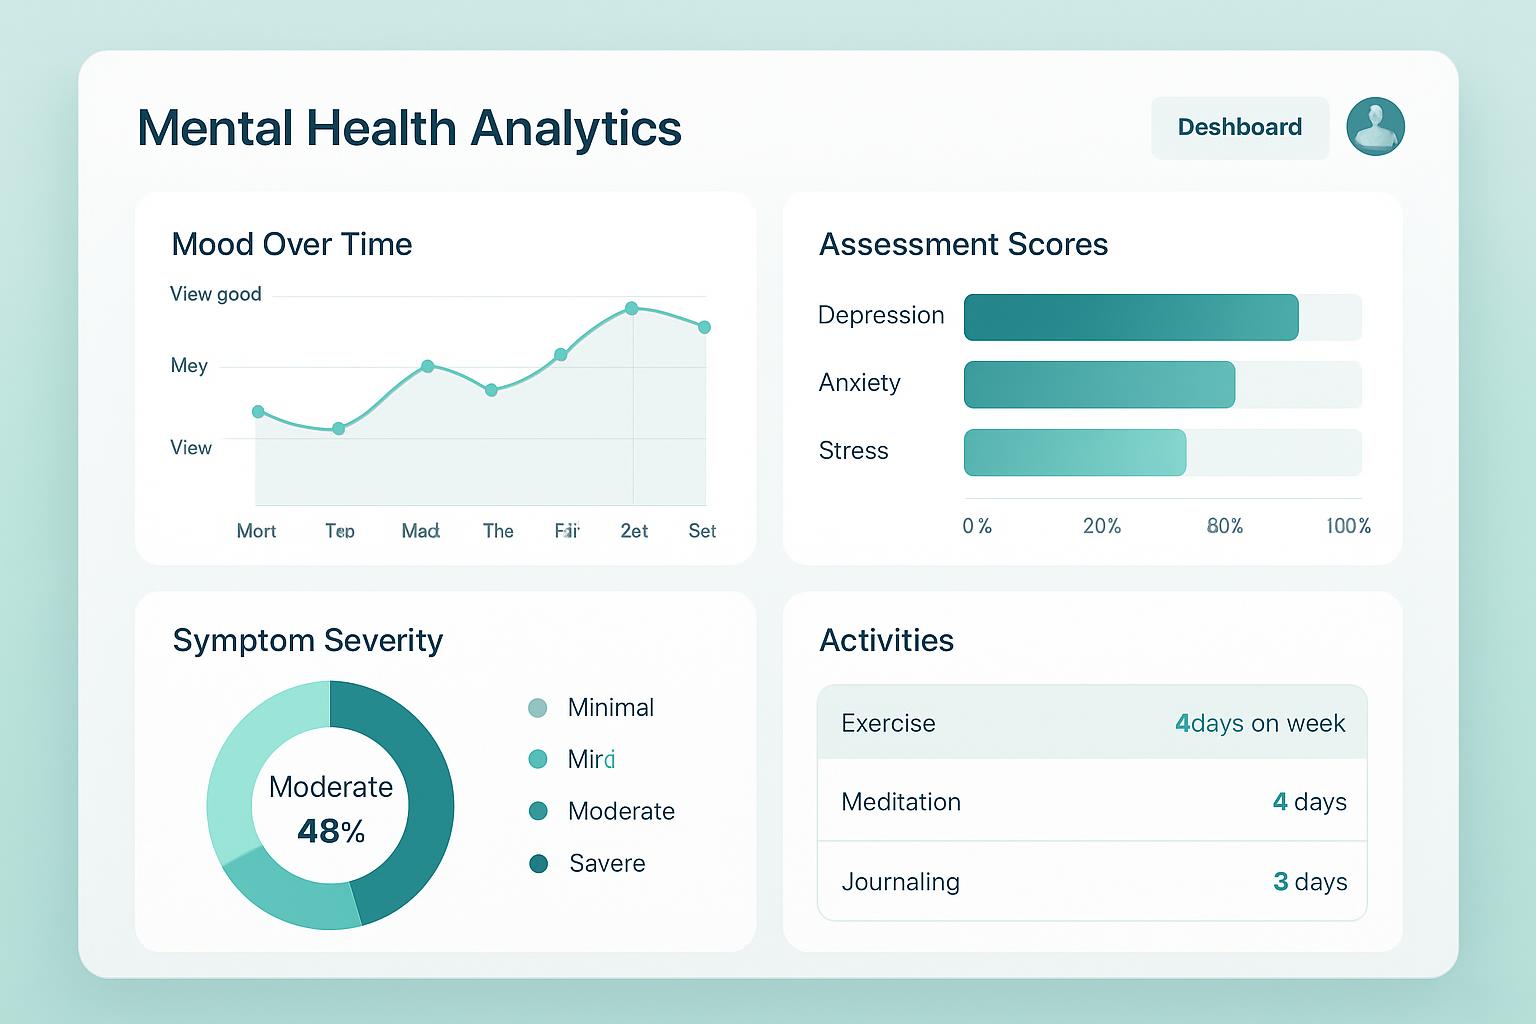 Mental Health Analytics
Deshboard
Mood Over Time
View good
Mey
View
Mort Mad The 2et Set
Assessment Scores
Depression
Anxiety
Stress
0% 20% 80% 100%
Symptom Severity
Moderate
48%
Minimal
Mird
Moderate
Savere
Activities
Exercise 4days on week
Meditation 4 days
Journaling 3 days